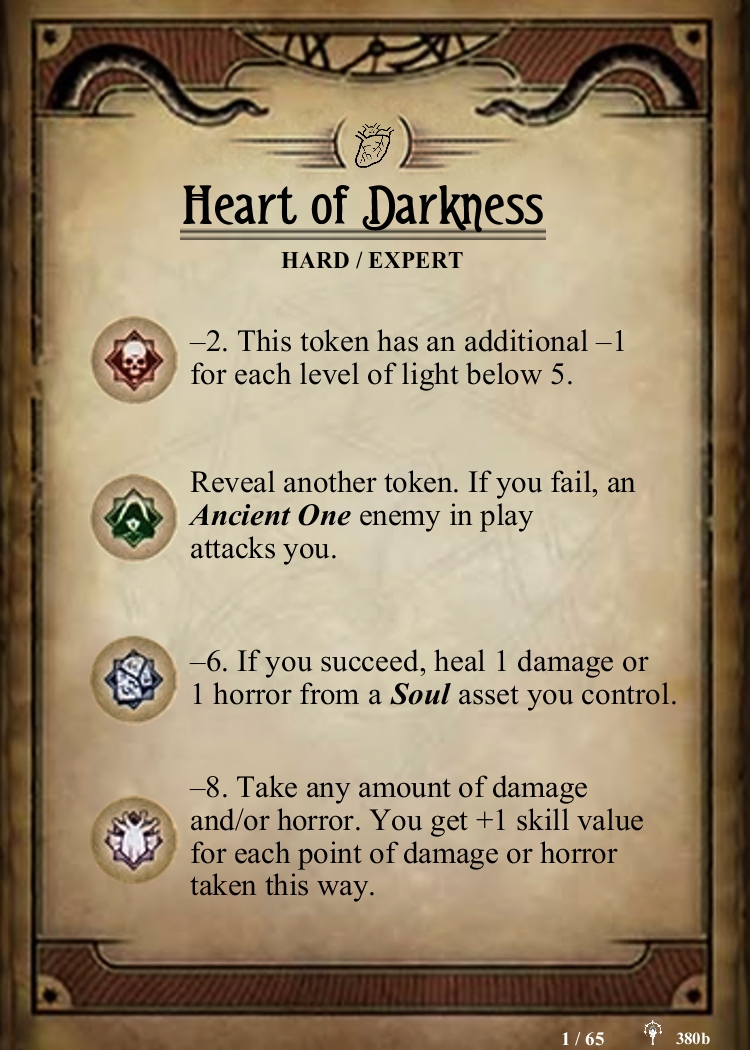 Heart of Darkness
HARD / EXPERT
–2. This token has an additional –1
for each level of light below 5.
Reveal another token. If you fail, an
Ancient One enemy in play
attacks you.
–6. If you succeed, heal 1 damage or
1 horror from a Soul asset you control.
–8. Take any amount of damage
and/or horror. You get +1 skill value
for each point of damage or horror
taken this way.
1 / 65 380b